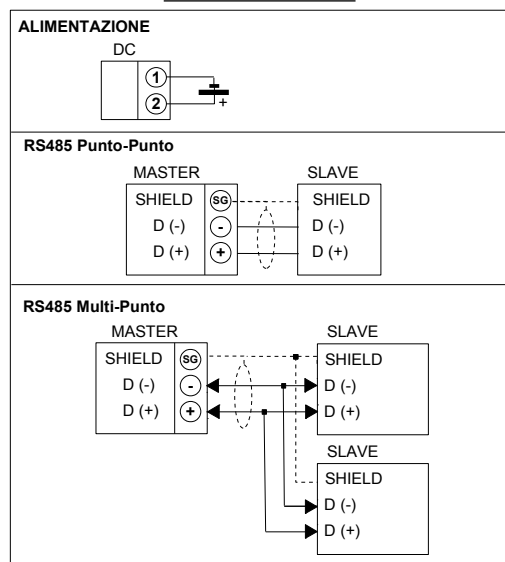 ALIMENTAZIONE
DC
1
2
+
RS485 Punto-Punto
MASTER SLAVE
SHIELD SG SHIELD
D (-) - D (-)
D (+) + D (+)
RS485 Multi-Punto
MASTER SLAVE
SHIELD SG SHIELD
D (-) - D (-)
D (+) + D (+)
SLAVE
SHIELD
D (-)
D (+)